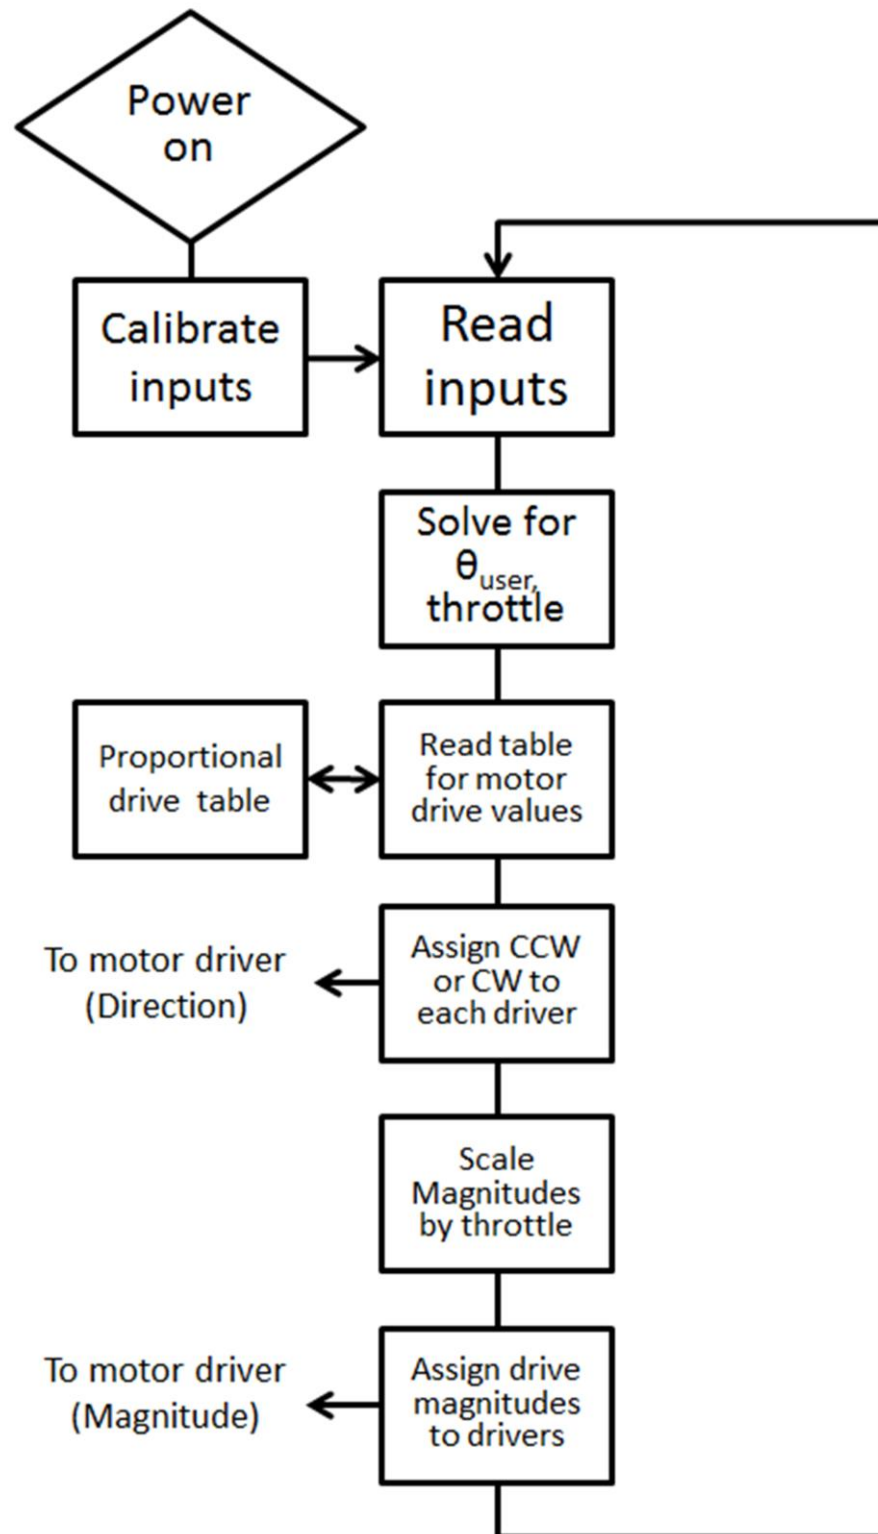 Power
on
Calibrate
inputs
Read
inputs
Solve for
θuser,
throttle
Proportional
drive table
Read table
for motor
drive values
To motor driver
(Direction)
Assign CCW
or CW to
each driver
Scale
Magnitudes
by throttle
To motor driver
(Magnitude)
Assign drive
magnitudes
to drivers